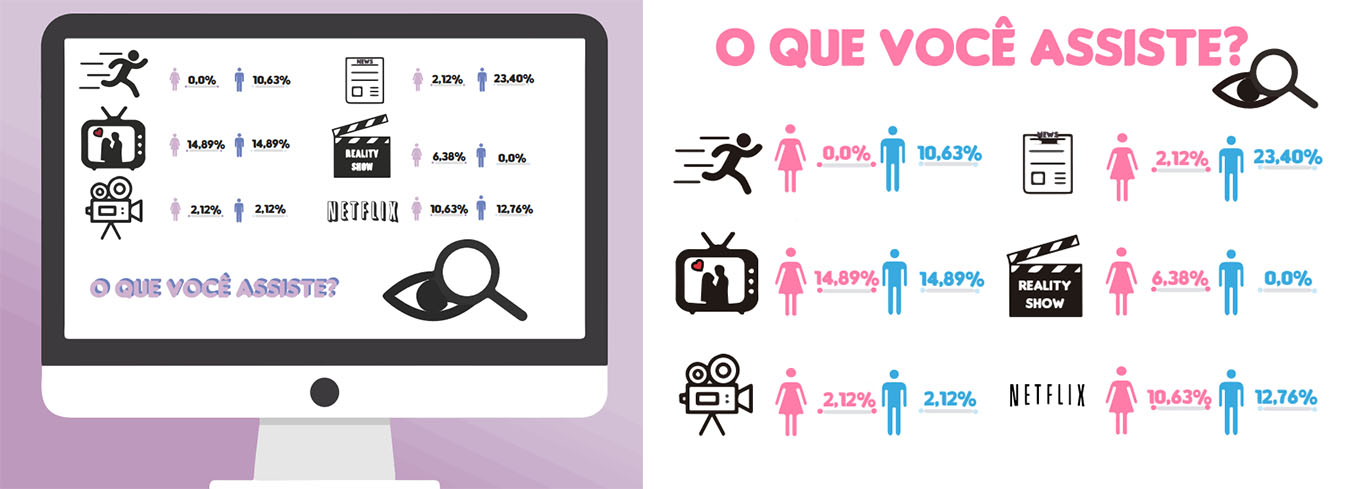 0,0% 10,63%
NEWS
2,12% 23,40%
14,89% 14,89%
REALITY
SHOW
6,38% 0,0%
2,12% 2,12%
NETFLIX
10,63% 12,76%
O QUE VOCÊ ASSISTE?
O QUE VOCÊ ASSISTE?
0,0% 10,63%
NEWS
2,12% 23,40%
14,89% 14,89%
REALITY
SHOW
6,38% 0,0%
2,12% 2,12%
NETFLIX
10,63% 12,76%